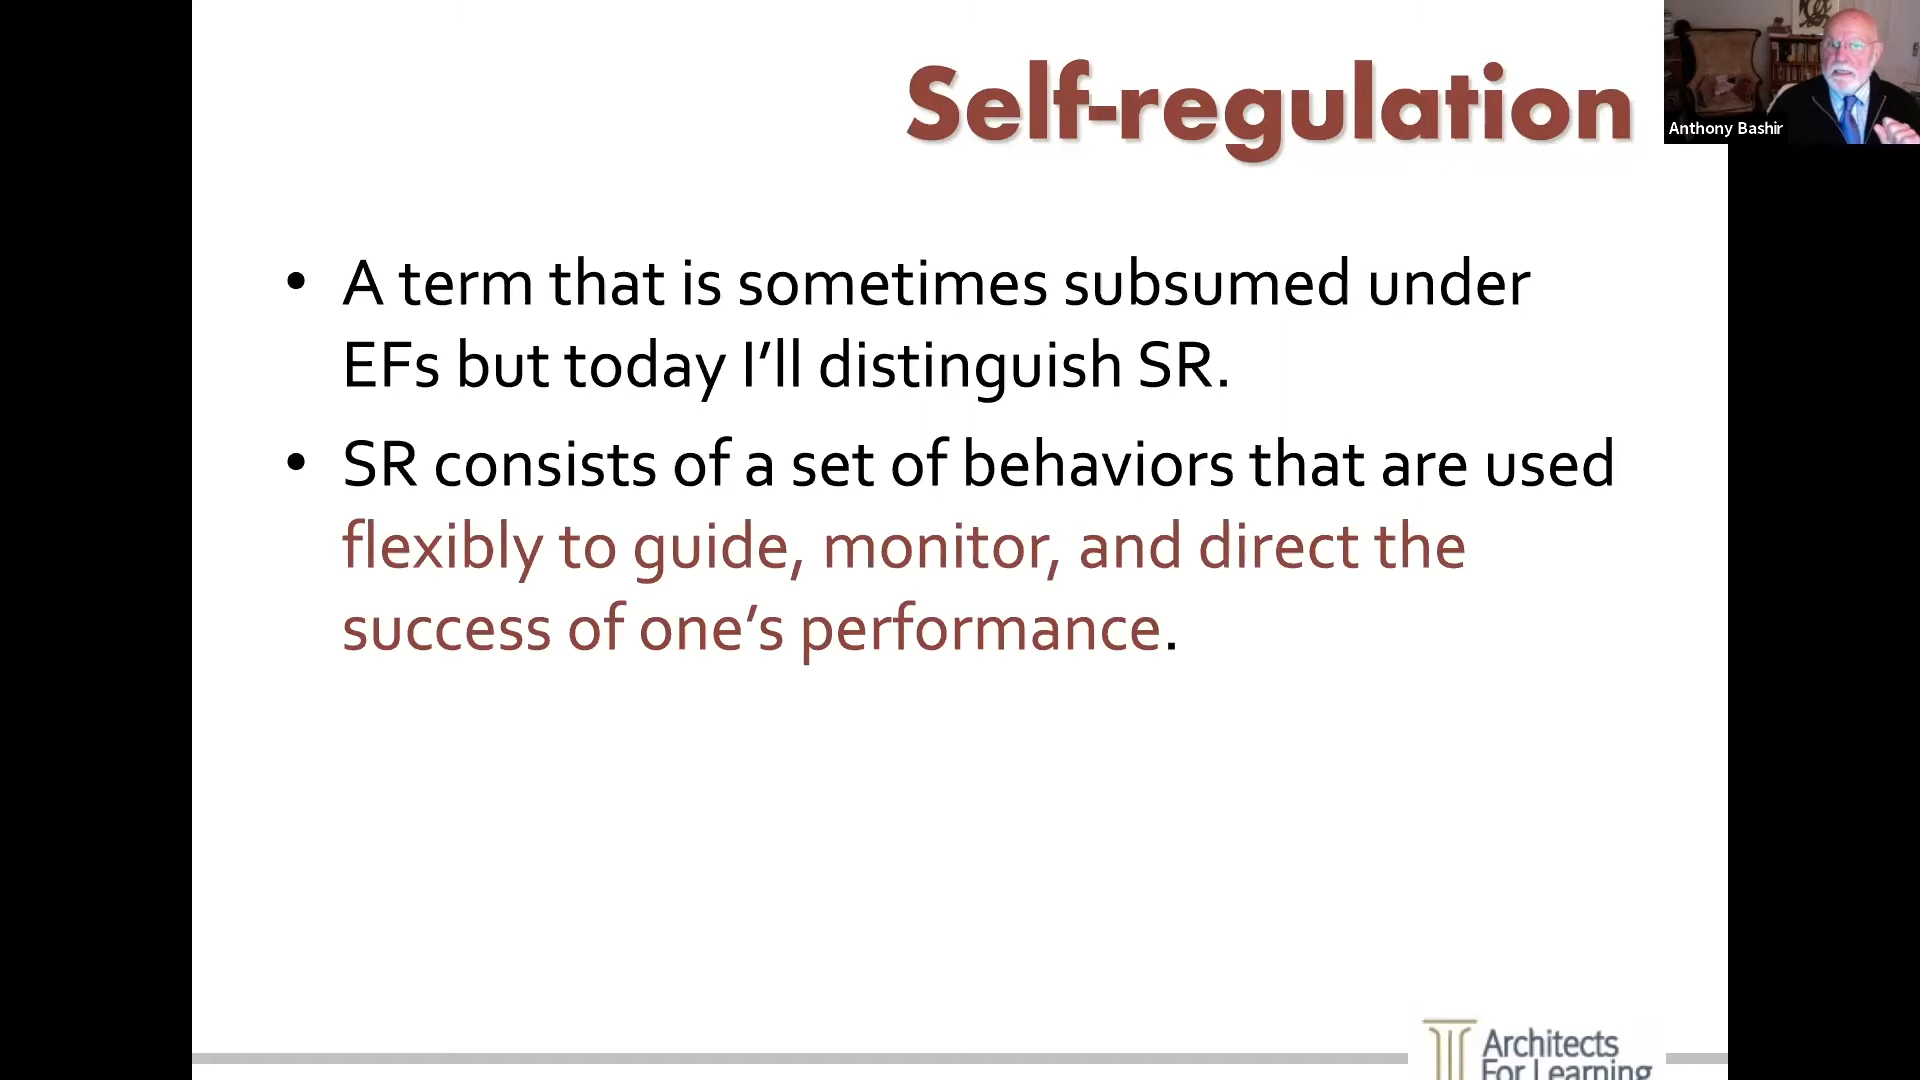 Self-regulation
Anthony Bashir
• A term that is sometimes subsumed under
EFs but today I’ll distinguish SR.
• SR consists of a set of behaviors that are used
flexibly to guide, monitor, and direct the
success of one’s performance.
Architects
For Learning